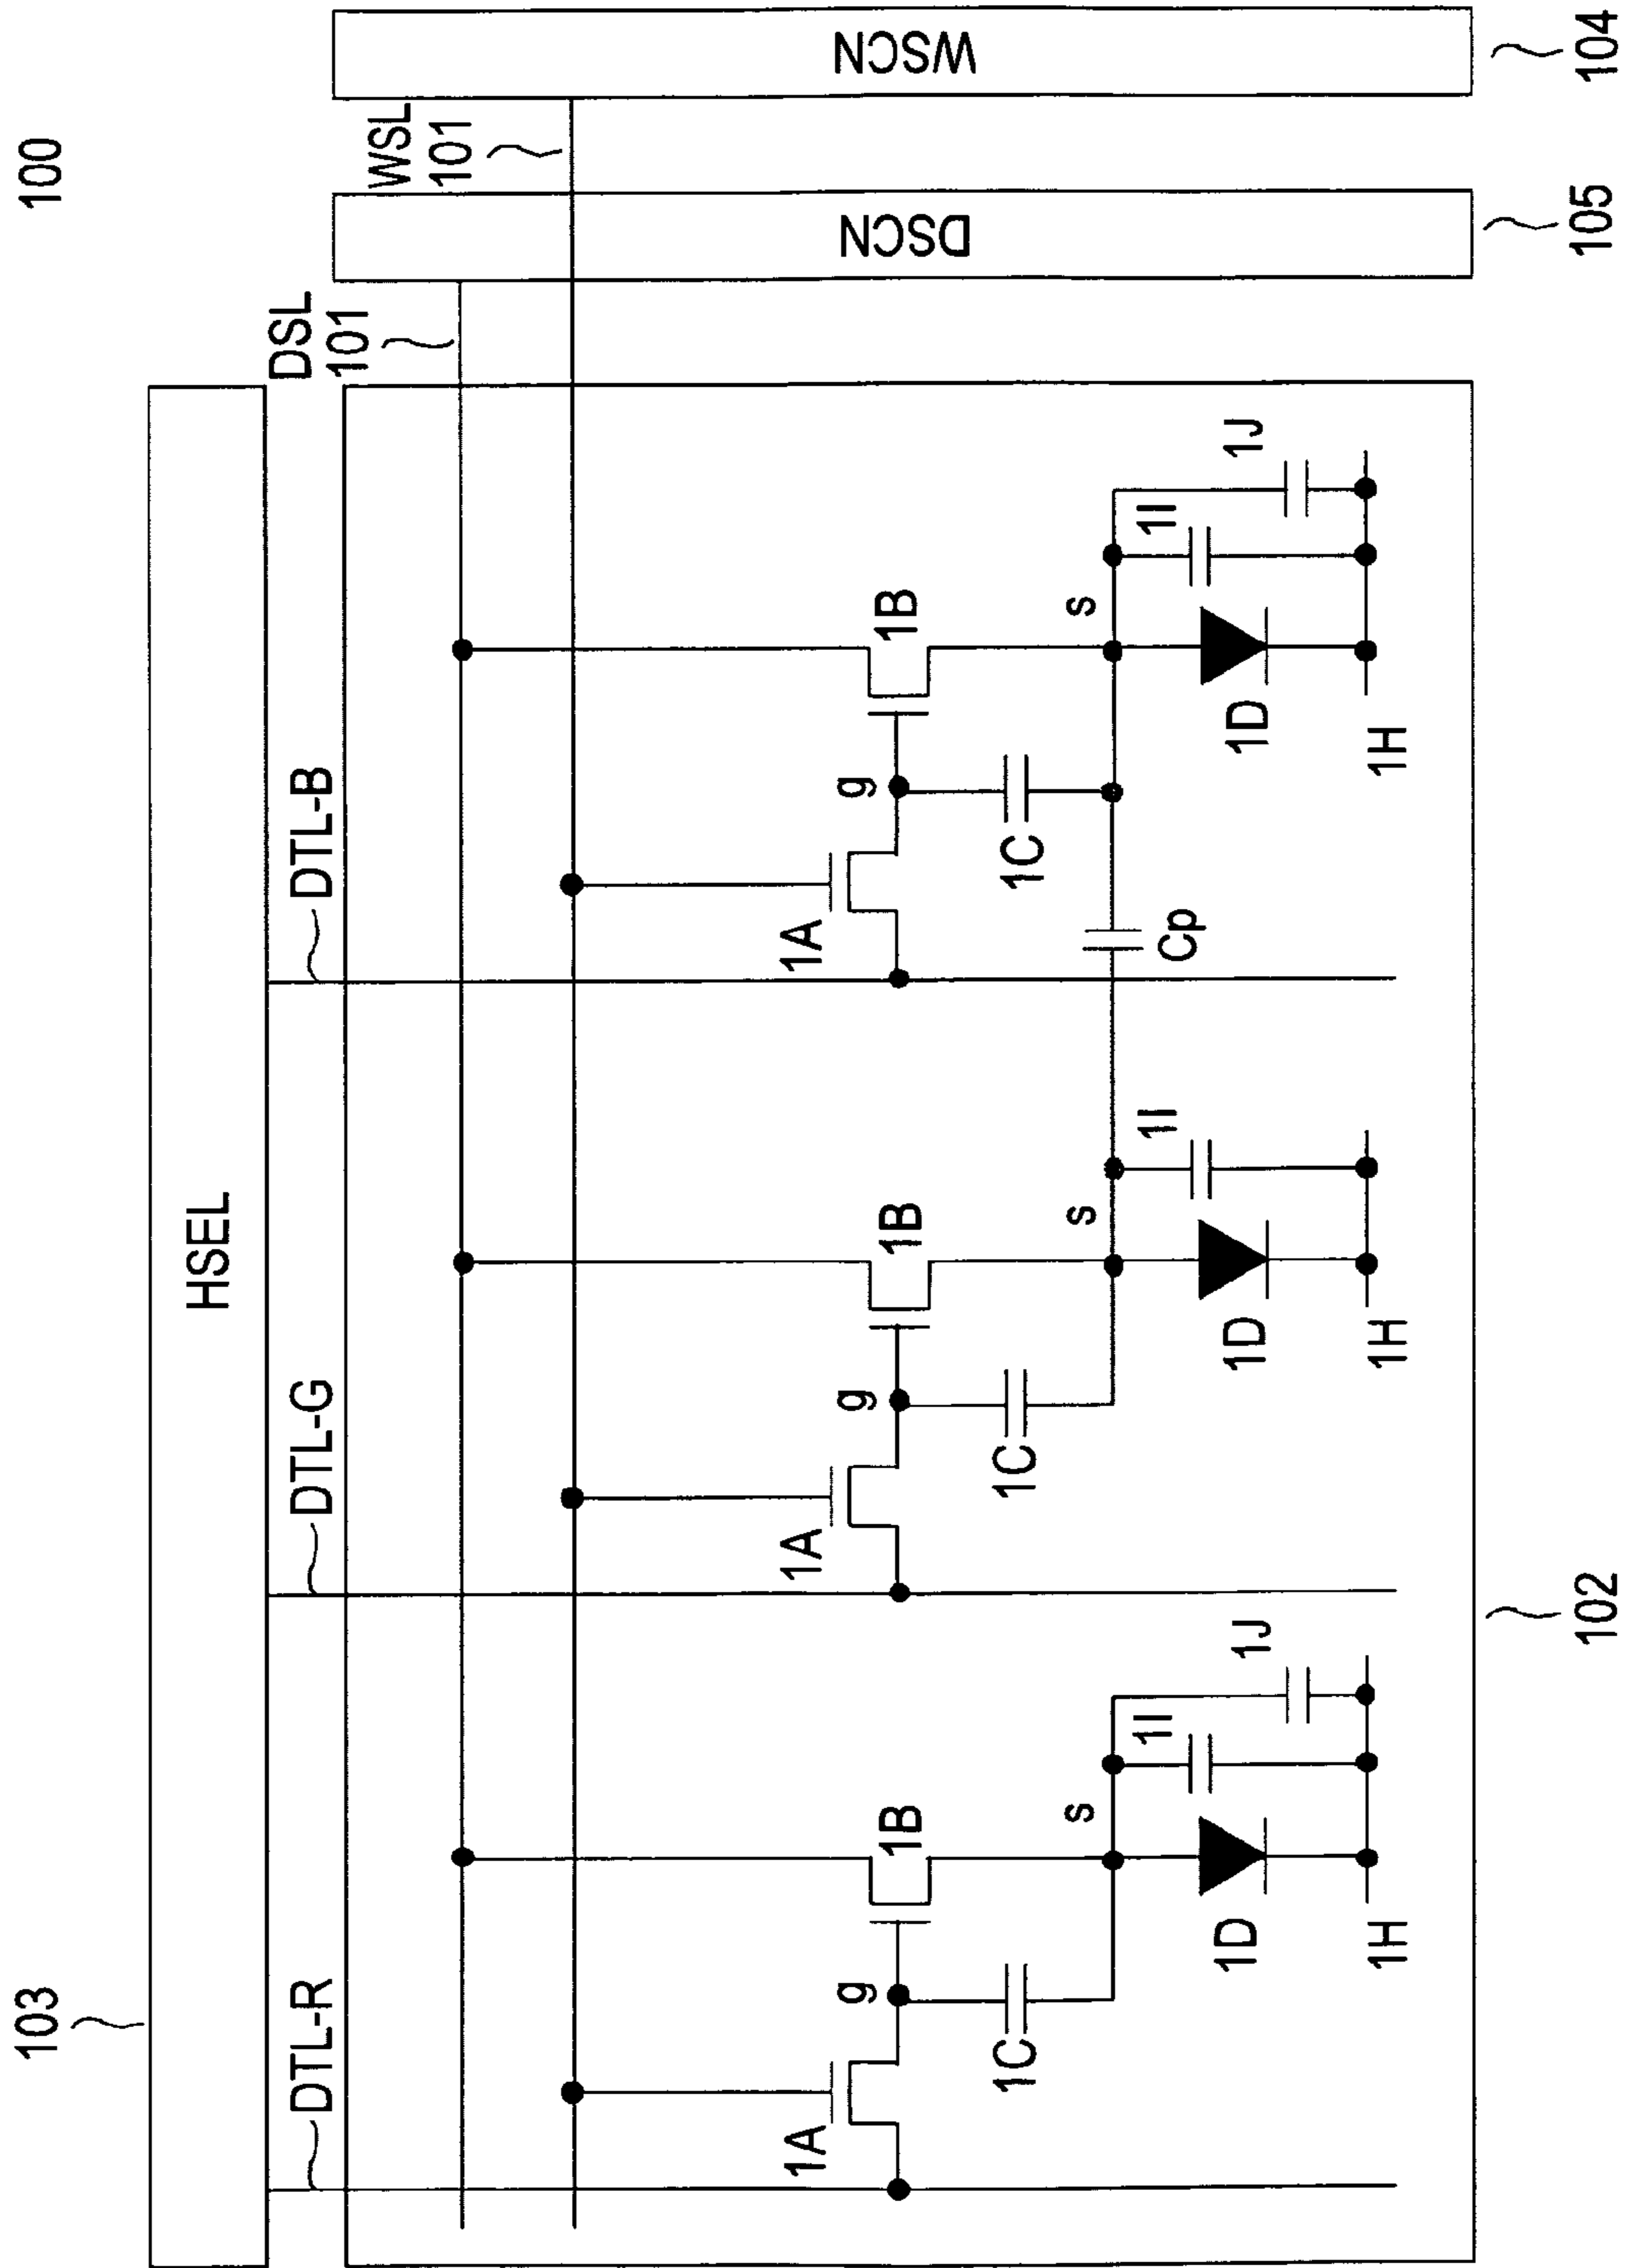 100
103
HSEL
DTL-R
DTL-G
DTL-B
DSL
101
WSL
101
DSCN
WSCN
1A
1B
g
1C
s
1D
1I
1J
1H
1A
1B
g
1C
s
1D
1I
1H
1A
1B
g
1C
Cp
s
1D
1I
1J
1H
102
105
104